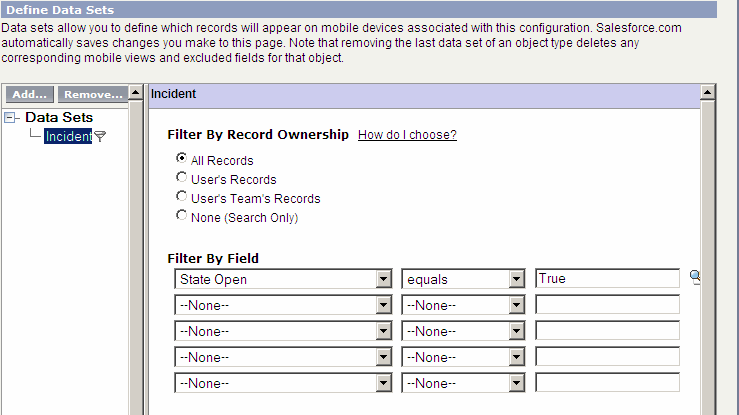 Define Data Sets
Data sets allow you to define which records will appear on mobile devices associated with this configuration. Salesforce.com
automatically saves changes you make to this page. Note that removing the last data set of an object type deletes any
corresponding mobile views and excluded fields for that object.
Add... Remove... Incident
Data Sets
Incident
Filter By Record Ownership How do I choose?
All Records
User's Records
User's Team's Records
None (Search Only)
Filter By Field
State Open equals True
--None-- --None--
--None-- --None--
--None-- --None--
--None-- --None--